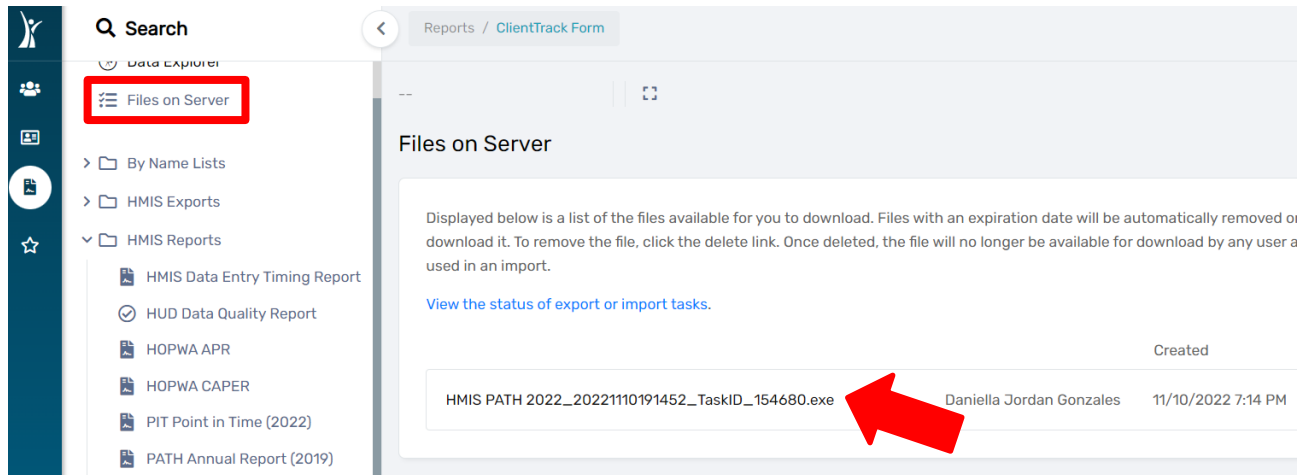 Search
Data Explorer
Files on Server
By Name Lists
HMIS Exports
HMIS Reports
HMIS Data Entry Timing Report
HUD Data Quality Report
HOPWA APR
HOPWA CAPER
PIT Point in Time (2022)
PATH Annual Report (2019)
Reports / ClientTrack Form
--
Files on Server
Displayed below is a list of the files available for you to download. Files with an expiration date will be automatically removed
download it. To remove the file, click the delete link. Once deleted, the file will no longer be available for download by any user
used in an import.
View the status of export or import tasks.
Created
HMIS PATH 2022_20221110191452_TaskID_154680.exe Daniella Jordan Gonzales 11/10/2022 7:14 PM